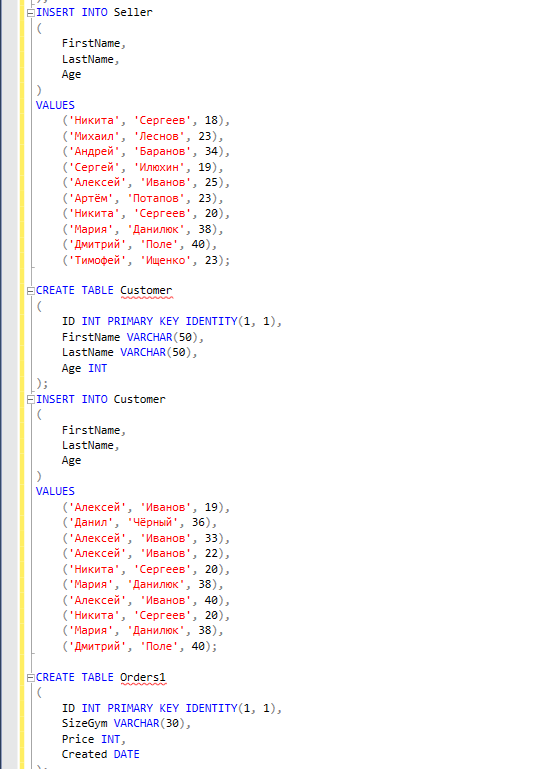 );
INSERT INTO Seller
(
FirstName,
LastName,
Age
)
VALUES
('Никита', 'Сергеев', 18),
('Михаил', 'Леснов', 23),
('Андрей', 'Баранов', 34),
('Сергей', 'Илюхин', 19),
('Алексей', 'Иванов', 25),
('Артём', 'Потапов', 23),
('Никита', 'Сергеев', 20),
('Мария', 'Данилюк', 38),
('Дмитрий', 'Поле', 40),
('Тимофей', 'Ищенко', 23);
CREATE TABLE Customer
(
ID INT PRIMARY KEY IDENTITY(1, 1),
FirstName VARCHAR(50),
LastName VARCHAR(50),
Age INT
);
INSERT INTO Customer
(
FirstName,
LastName,
Age
)
VALUES
('Алексей', 'Иванов', 19),
('Данил', 'Чёрный', 36),
('Алексей', 'Иванов', 33),
('Алексей', 'Иванов', 22),
('Никита', 'Сергеев', 20),
('Мария', 'Данилюк', 38),
('Алексей', 'Иванов', 40),
('Никита', 'Сергеев', 20),
('Мария', 'Данилюк', 38),
('Дмитрий', 'Поле', 40);
CREATE TABLE Orders1
(
ID INT PRIMARY KEY IDENTITY(1, 1),
SizeGym VARCHAR(30),
Price INT,
Created DATE
);